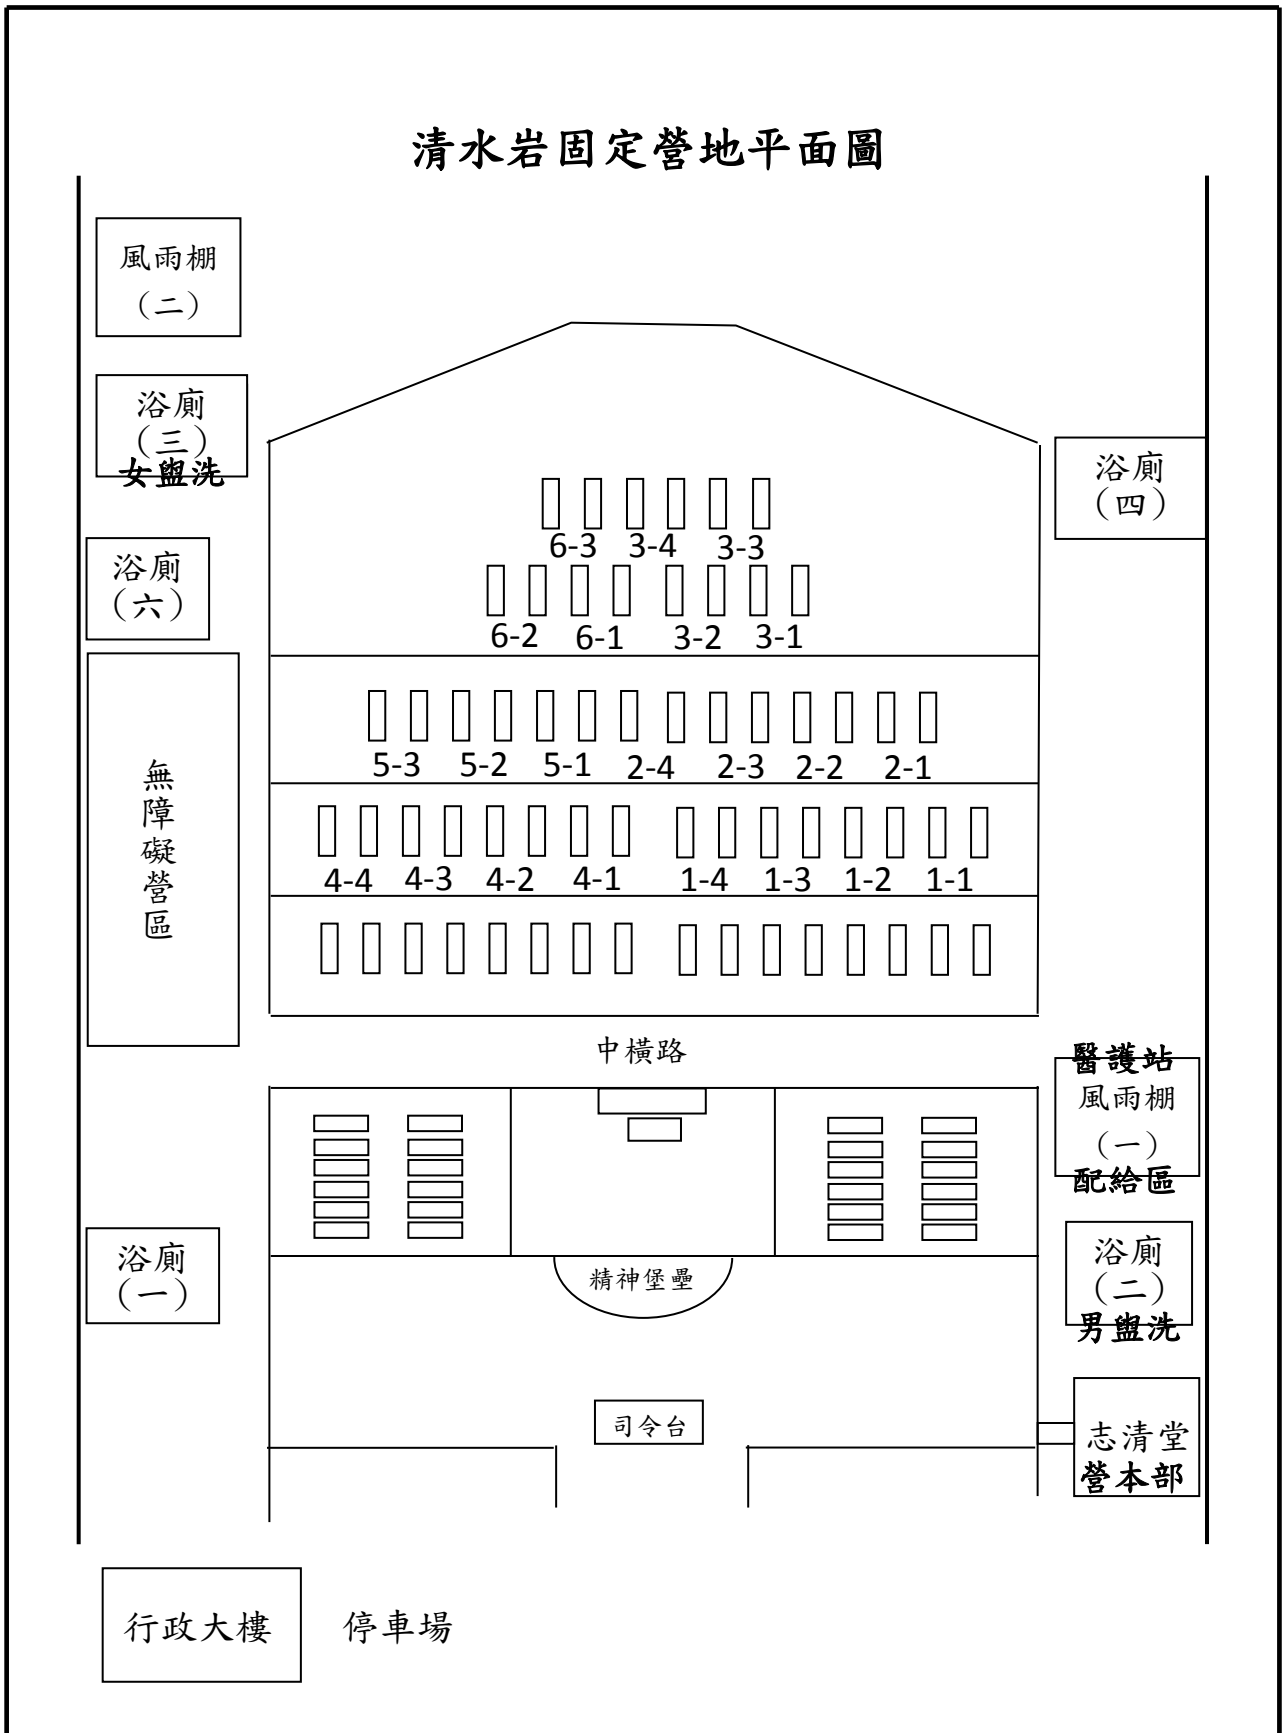 清水岩固定營地平面圖
風雨棚
（二）
浴廁
（三）
女盥洗
浴廁
（四）
浴廁
（六）
6-3 3-4 3-3
6-2 6-1 3-2 3-1
無障礙營區
5-3 5-2 5-1 2-4 2-3 2-2 2-1
4-4 4-3 4-2 4-1 1-4 1-3 1-2 1-1
中橫路
醫護站
風雨棚
（一）
配給區
浴廁
（一）
精神堡壘
浴廁
（二）
男盥洗
司令台
志清堂
營本部
行政大樓
停車場